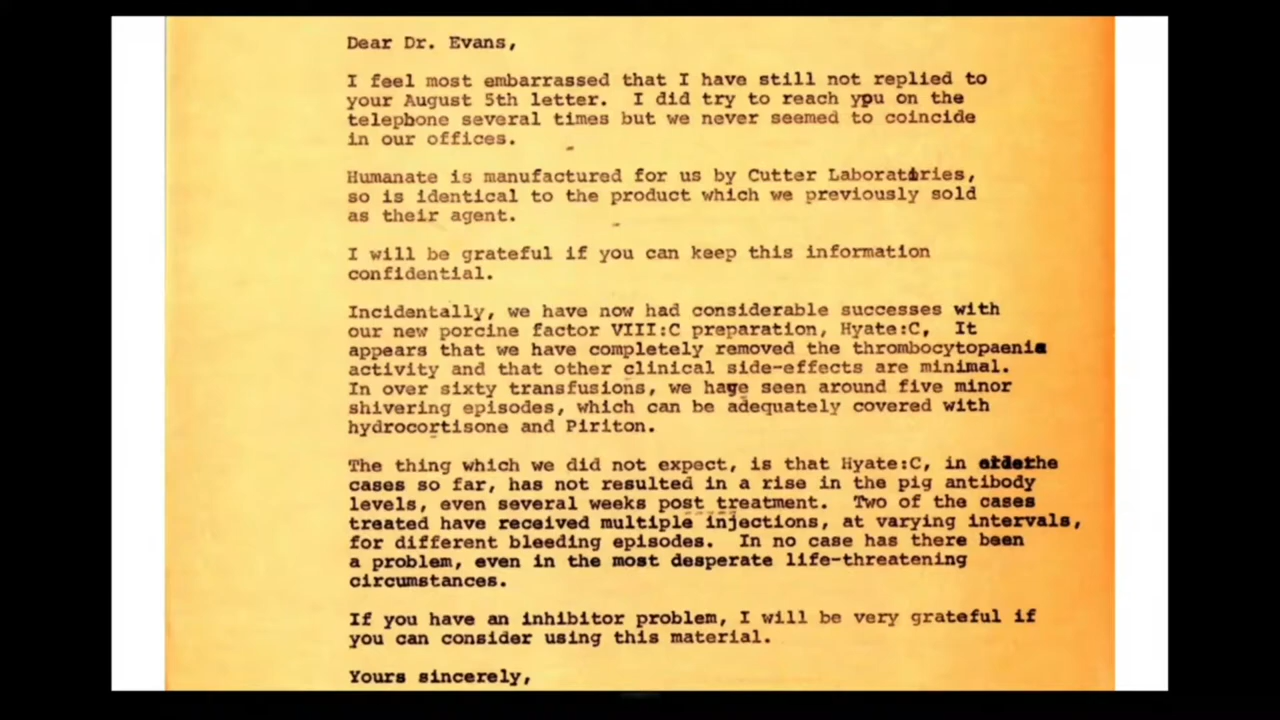 Dear Dr. Evans,
I feel most embarrassed that I have still not replied to
your August 5th letter. I did try to reach you on the
telephone several times but we never seemed to coincide
in our offices.
Humanate is manufactured for us by Cutter Laboratories,
so is identical to the product which we previously sold
as their agent.
I will be grateful if you can keep this information
confidential.
Incidentally, we have now had considerable successes with
our new porcine factor VIII:C preparation, Hyate:C, It
appears that we have completely removed the thrombocytopaenia
activity and that other clinical side-effects are minimal.
In over sixty transfusions, we have seen around five minor
shivering episodes, which can be adequately covered with
hydrocortisone and Piriton.
The thing which we did not expect, is that Hyate:C, in
cases so far, has not resulted in a rise in the pig antibody
levels, even several weeks post treatment. Two of the cases
treated have received multiple injections, at varying intervals,
for different bleeding episodes. In no case has there been
a problem, even in the most desperate life-threatening
circumstances.
If you have an inhibitor problem, I will be very grateful if
you can consider using this material.
Yours sincerely,